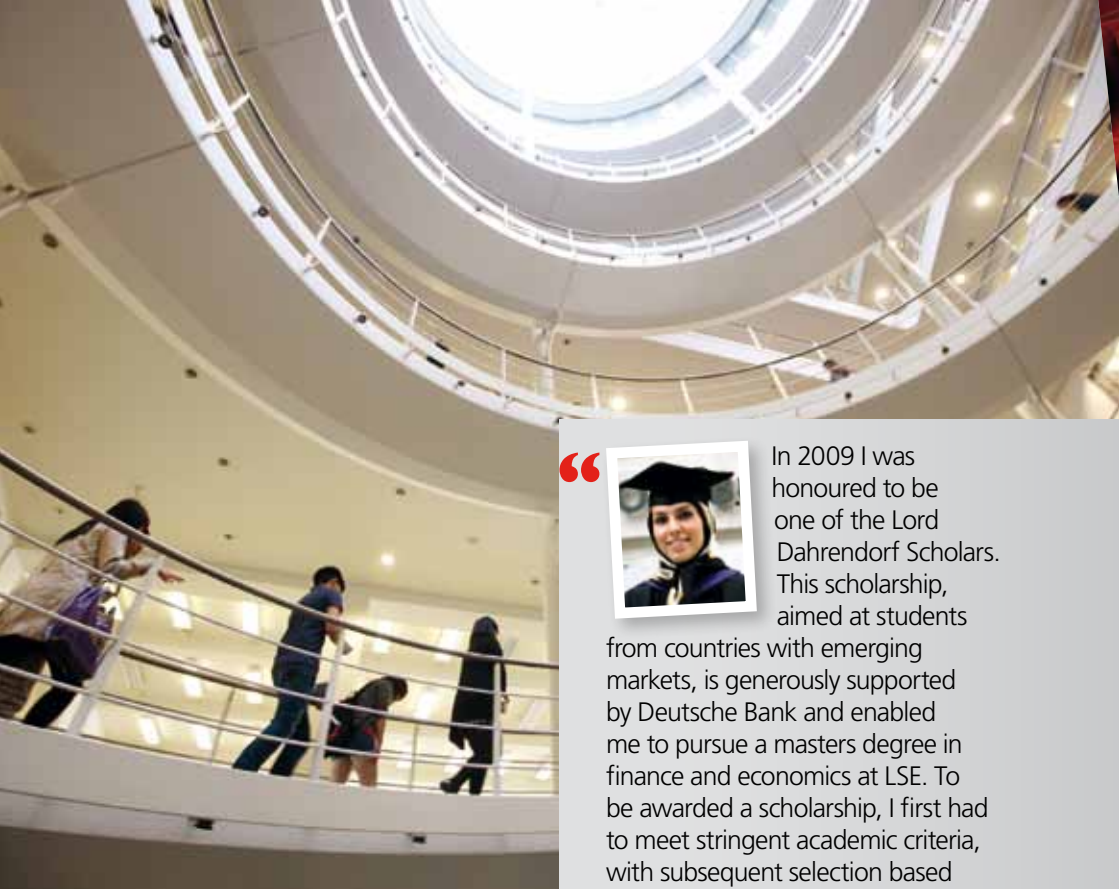 “ In 2009 I was
honoured to be
one of the Lord
Dahrendorf Scholars.
This scholarship,
aimed at students
from countries with emerging
markets, is generously supported
by Deutsche Bank and enabled
me to pursue a masters degree in
finance and economics at LSE. To
be awarded a scholarship, I first had
to meet stringent academic criteria,
with subsequent selection based